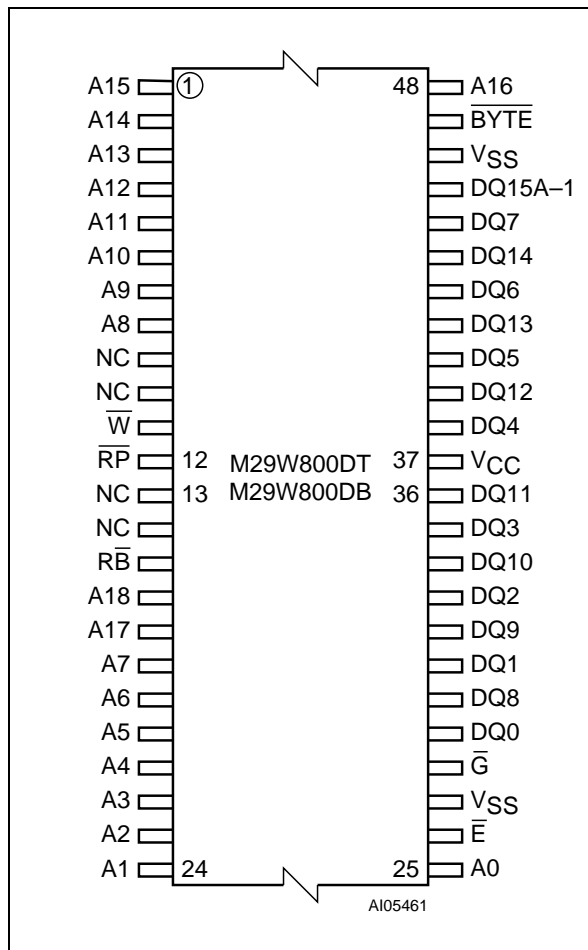 A15 1 48 A16
A14 B̅Y̅T̅E̅
A13 VSS
A12 DQ15A–1
A11 DQ7
A10 DQ14
A9 DQ6
A8 DQ13
NC DQ5
NC DQ12
W̅ DQ4
R̅P̅ 12 M29W800DT 37 VCC
NC 13 M29W800DB 36 DQ11
NC DQ3
RB̅ DQ10
A18 DQ2
A17 DQ9
A7 DQ1
A6 DQ8
A5 DQ0
A4 G̅
A3 VSS
A2 E̅
A1 24 25 A0
AI05461